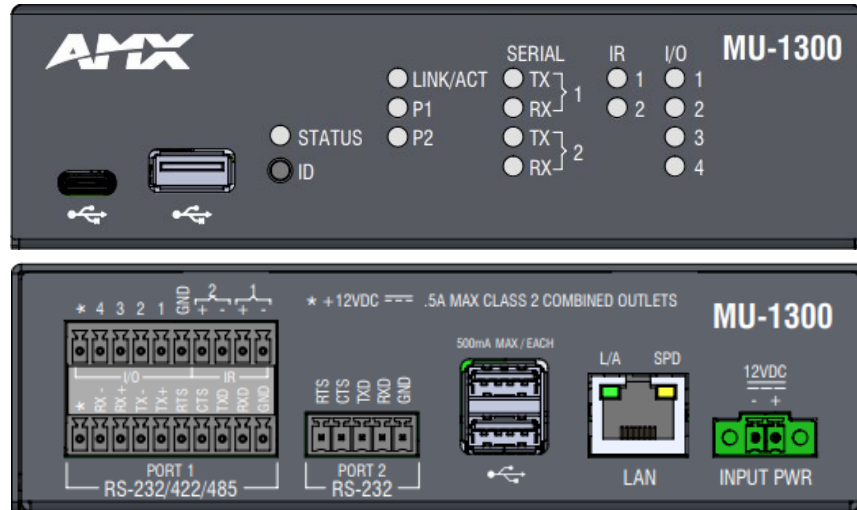 AMX
SERIAL IR I/O MU-1300
LINK/ACT TX 1 1 1
P1 RX 2 2
STATUS P2 TX 2 3
ID RX 4
* 4 3 2 1 GND 2 1
+ - + -
* +12VDC .5A MAX CLASS 2 COMBINED OUTLETS
MU-1300
500mA MAX/EACH
I/O IR
* RX - RX + TX- TX+ RTS CTS TXD RXD GND
RTS CTS TXD RXD GND
L/A SPD
12VDC
- +
PORT 1
RS-232/422/485
PORT 2
RS-232
LAN
INPUT PWR